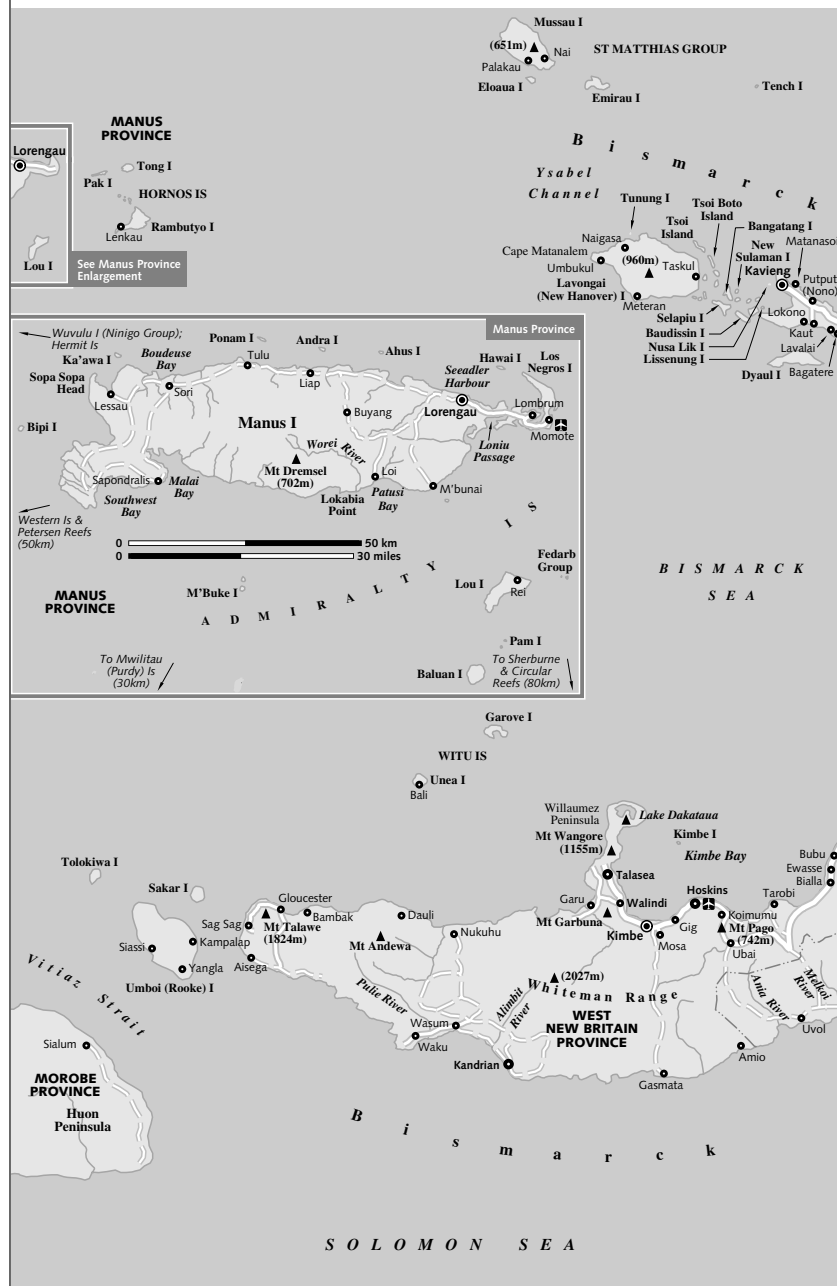 Mussau I
(651m)
Nai
Palakau
ST MATTHIAS GROUP
Eloaua I
Emirau I
Tench I
MANUS
PROVINCE
Lorengau
Tong I
Pak I
HORNOS IS
Rambutyo I
Lenkau
Lou I
See Manus Province
Enlargement
Bismarck
Ysabel
Channel
Tunung I
Tsoi Boto
Island
Tsoi
Island
Bangatang I
New
Sulaman I
Matanasoi
Naigasa
Cape Matanalem
(960m)
Kavieng
Umbukul
Taskul
Putput
(Nono)
Lavongai
(New Hanover) I
Meteran
Selapiu I
Lokono
Baudissin I
Kaut
Nusa Lik I
Lavalai
Lissenung I
Dyaul I
Bagatere
Manus Province
Wuvulu I (Ninigo Group);
Hermit Is
Ponam I
Andra I
Ahus I
Ka'awa I
Boudeuse
Bay
Tulu
Hawai I
Los
Negros I
Sopa Sopa
Head
Liap
Seeadler
Harbour
Lessau
Sori
Lorengau
Lombrum
Buyang
Momote
Bipi I
Manus I
Worei
River
Loniu
Passage
Mt Dremsel
(702m)
Loi
Sapondralis
Malai
Bay
Southwest
Bay
Lokabia
Point
Patusi
Bay
M'bunai
Western Is &
Petersen Reefs
(50km)
0 50 km
0 30 miles
ADMIRALTY IS
Fedarb
Group
Lou I
Rei
M'Buke I
MANUS
PROVINCE
Pam I
To Mwilitau
(Purdy) Is
(30km)
Baluan I
To Sherburne
& Circular
Reefs (80km)
BISMARCK
SEA
Garove I
WITU IS
Unea I
Bali
Willaumez
Peninsula
Lake Dakataua
Mt Wangore
(1155m)
Kimbe I
Kimbe Bay
Bubu
Ewasse
Bialla
Tolokiwa I
Sakar I
Talasea
Hoskins
Tarobi
Gloucester
Garu
Walindi
Bambak
Dauli
Koimumu
Sag Sag
Mt Talawe
(1824m)
Mt Garbuna
Gig
Mt Pago
(742m)
Kampalap
Nukuhu
Kimbe
Mosa
Siassi
Mt Andewa
Ubai
Yangla
Aisega
Umboi (Rooke) I
(2027m)
Vitiaz Strait
Pulie River
Alimbit
River
Whiteman Range
Ania River
Melkoi
River
WEST
NEW BRITAIN
PROVINCE
Wasum
Uvol
Waku
Sialum
Amio
Kandrian
Gasmata
MOROBE
PROVINCE
Huon
Peninsula
Bismarck
SOLOMON SEA